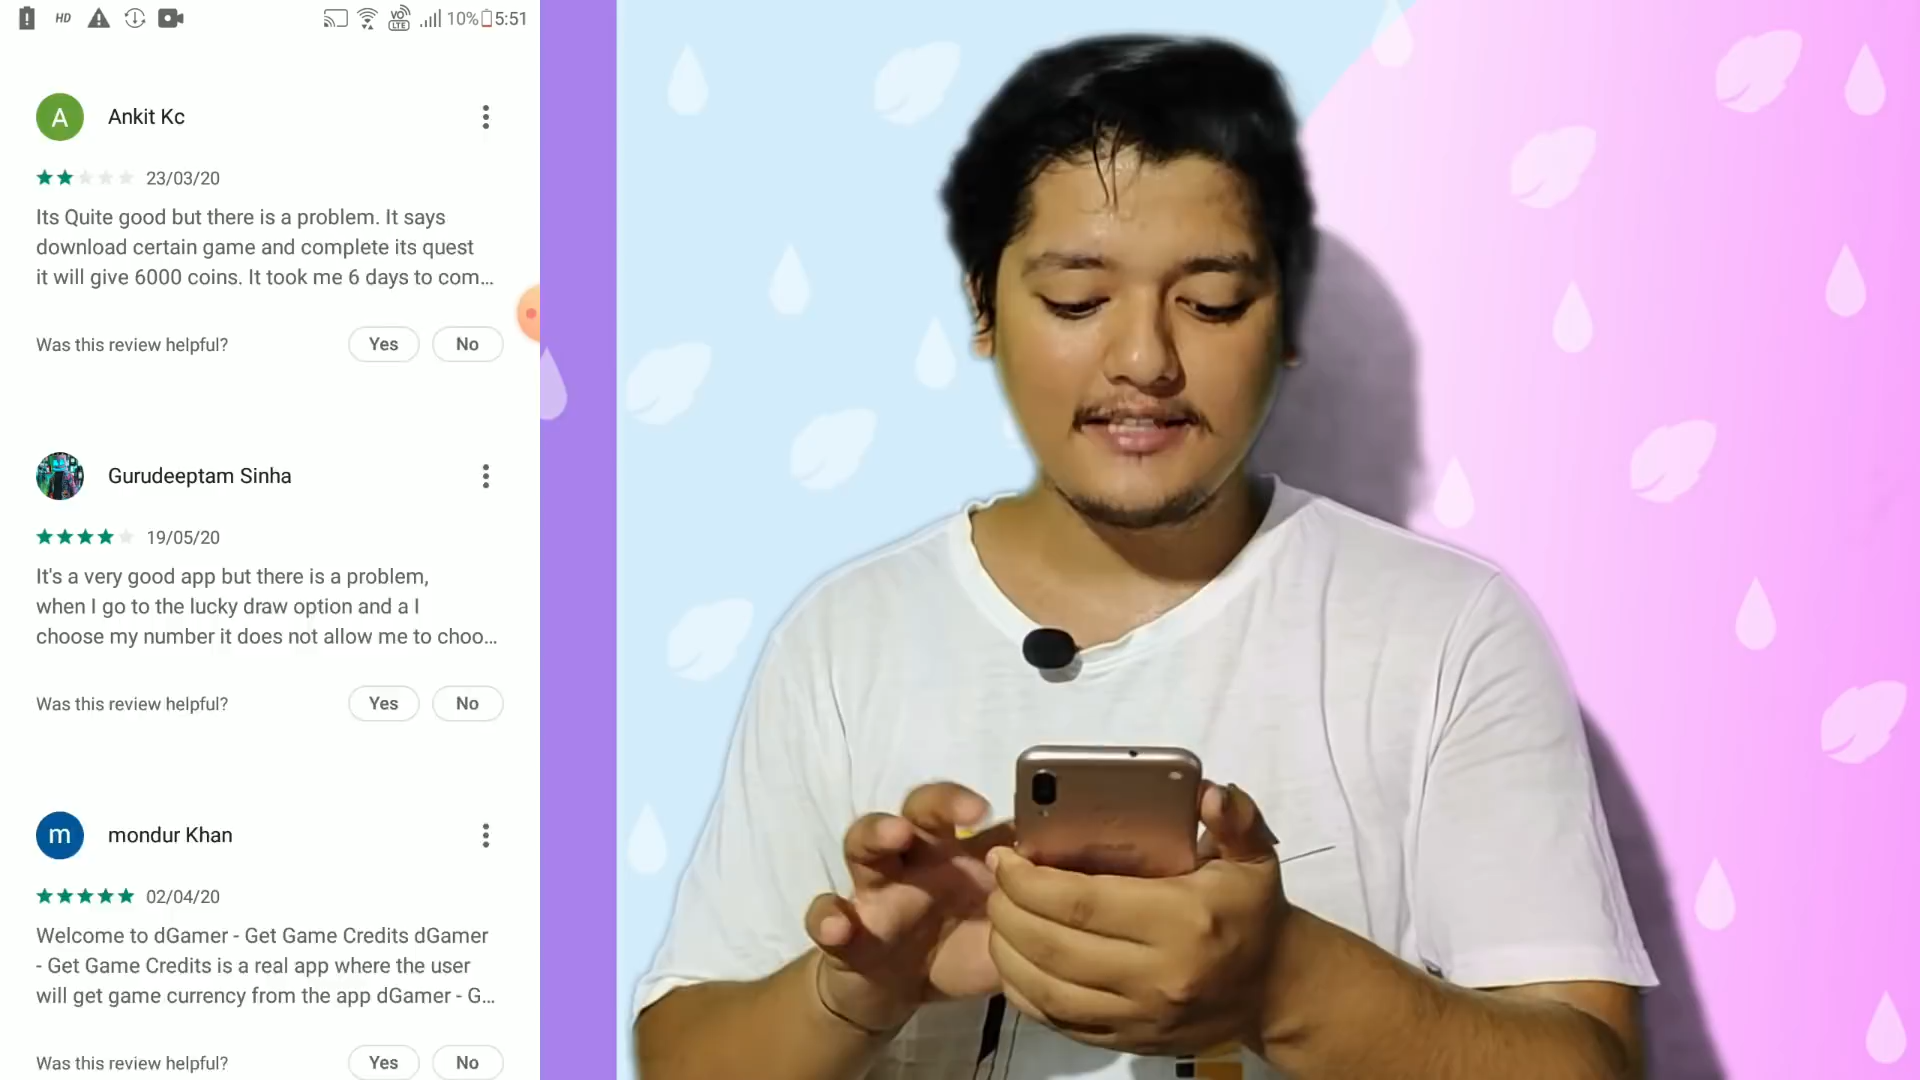 HD VO LTE 10% 5:51
A Ankit Kc
23/03/20
Its Quite good but there is a problem. It says
download certain game and complete its quest
it will give 6000 coins. It took me 6 days to com...
Was this review helpful? Yes No
Gurudeeptam Sinha
19/05/20
It's a very good app but there is a problem,
when I go to the lucky draw option and a I
choose my number it does not allow me to choo...
Was this review helpful? Yes No
m mondur Khan
02/04/20
Welcome to dGamer - Get Game Credits dGamer
- Get Game Credits is a real app where the user
will get game currency from the app dGamer - G...
Was this review helpful? Yes No